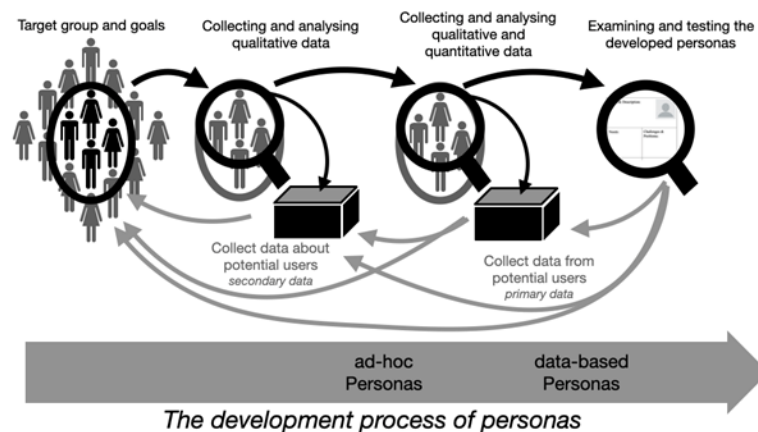 Target group and goals
Collecting and analysing
qualitative data
Collecting and analysing
qualitative and
quantitative data
Examining and testing the
developed personas
Collect data about
potential users
secondary data
Collect data from
potential users
primary data
ad-hoc
Personas
data-based
Personas
The development process of personas